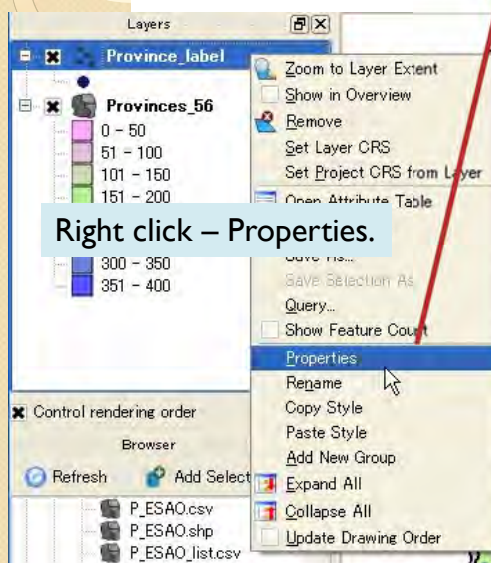 Layers
Province_label
Provinces_56
0 - 50
51 - 100
101 - 150
151 - 200
300 - 350
351 - 400
Control rendering order
Browser
Refresh
Add Select
P_ESAO.csv
P_ESAO.shp
P_ESAO_list.csv
Zoom to Layer Extent
Show in Overview
Remove
Set Layer CRS
Set Project CRS from Layer
Open Attribute Table
Right click – Properties.
Save As...
Save Selection As
Query...
Show Feature Count
Properties
Rename
Copy Style
Paste Style
Add New Group
Expand All
Collapse All
Update Drawing Order